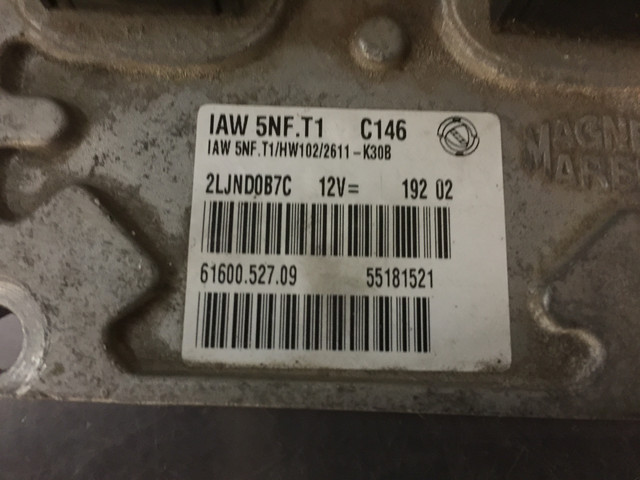 IAW 5NF.T1 C146
IAW 5NF.T1/HW102/2611-K30B
2LJND0B7C 12V= 192 02
61600.527.09 55181521